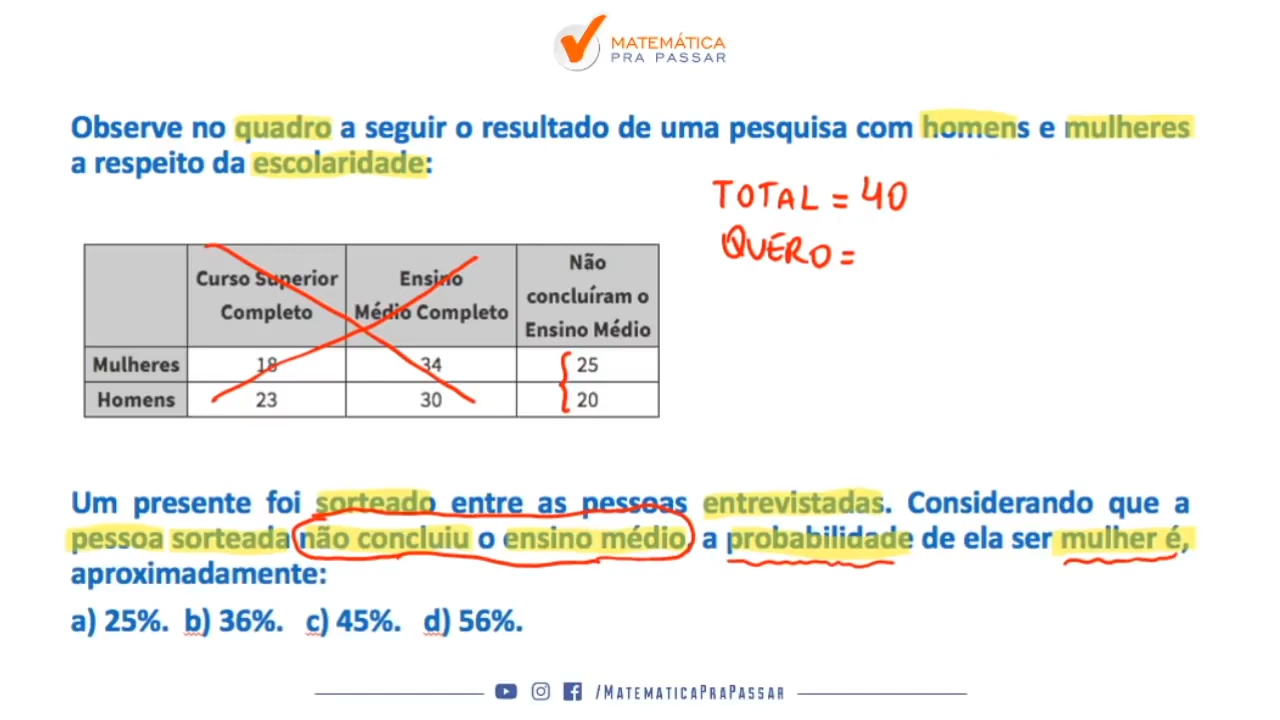 MATEMÁTICA
PRA PASSAR
Observe no quadro a seguir o resultado de uma pesquisa com homens e mulheres
a respeito da escolaridade:
TOTAL = 40
QUERO =
Curso Superior Completo
Ensino Médio Completo
Não concluíram o Ensino Médio
Mulheres 18 34 25
Homens 23 30 20
Um presente foi sorteado entre as pessoas entrevistadas. Considerando que a
pessoa sorteada não concluiu o ensino médio, a probabilidade de ela ser mulher é,
aproximadamente:
a) 25%. b) 36%. c) 45%. d) 56%.
/MATEMATICAPRAPASSAR